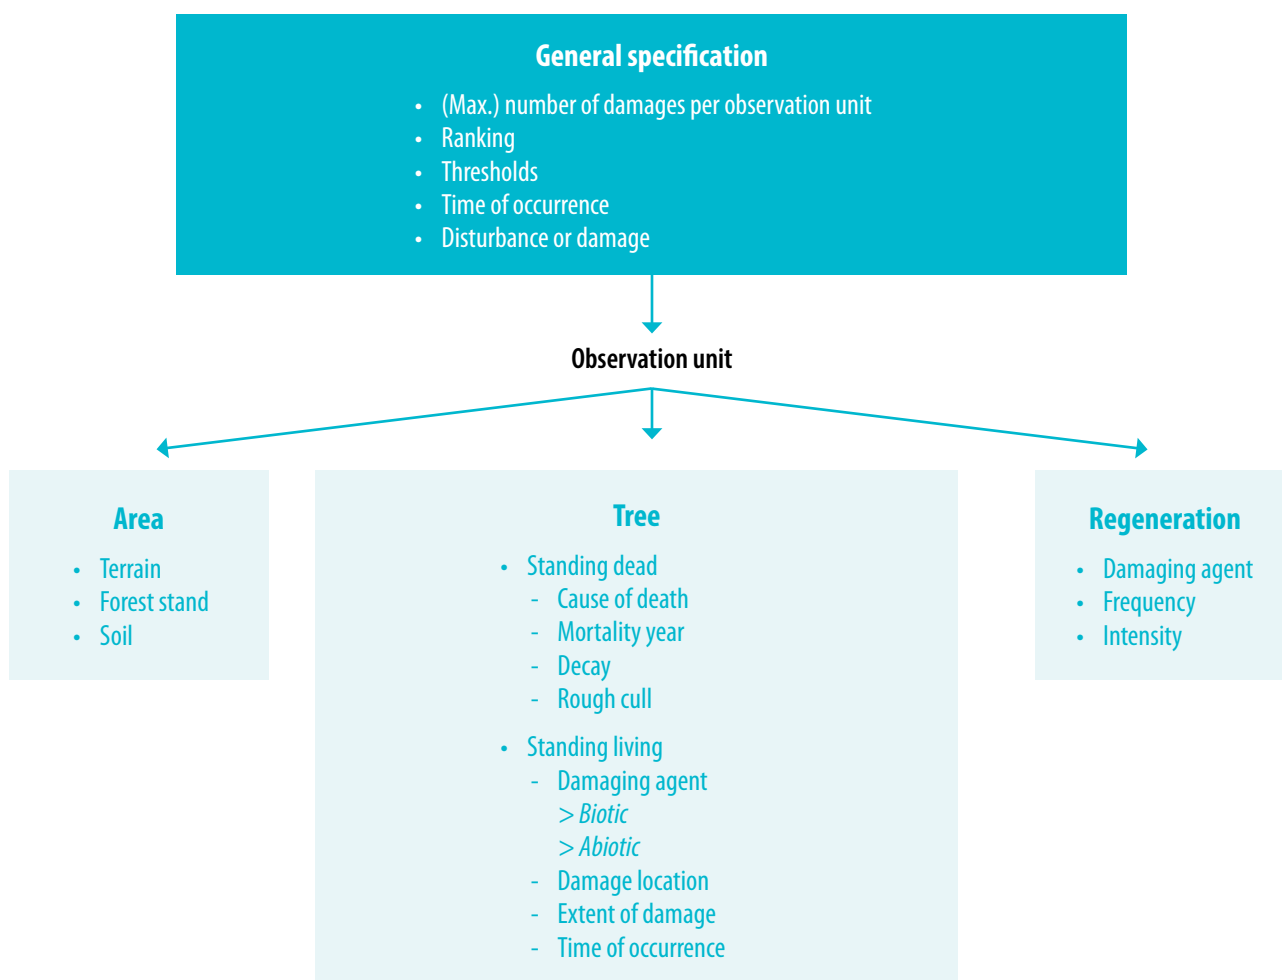 General specification
• (Max.) number of damages per observation unit
• Ranking
• Thresholds
• Time of occurrence
• Disturbance or damage
Observation unit
Area
• Terrain
• Forest stand
• Soil
Tree
• Standing dead
- Cause of death
- Mortality year
- Decay
- Rough cull
• Standing living
- Damaging agent
> Biotic
> Abiotic
- Damage location
- Extent of damage
- Time of occurrence
Regeneration
• Damaging agent
• Frequency
• Intensity